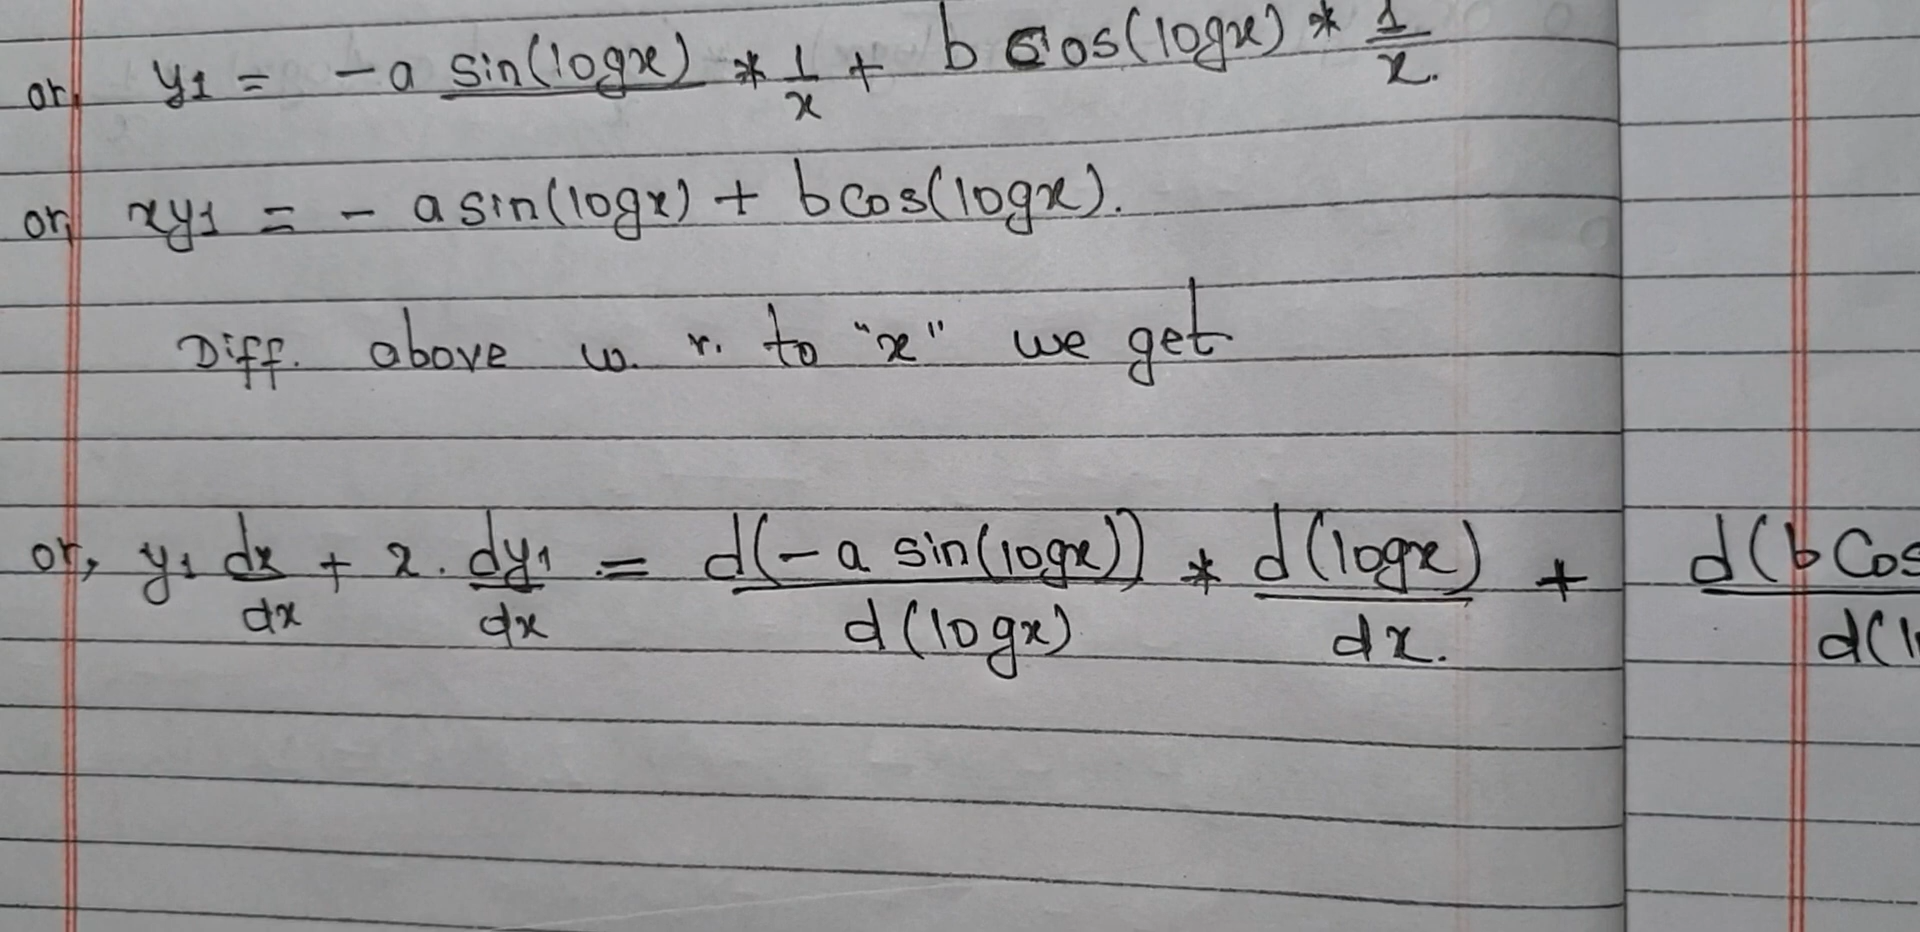 or, y1 = - a sin(logx) * 1/x + b cos(logx) * 1/x.
or, xy1 = - a sin(logx) + b cos(logx).
Diff. above w. r. to "x" we get
or, y1 dx/dx + x. dy1/dx = d(- a sin(logx))/d(logx) * d(logx)/dx. + d(b Cos